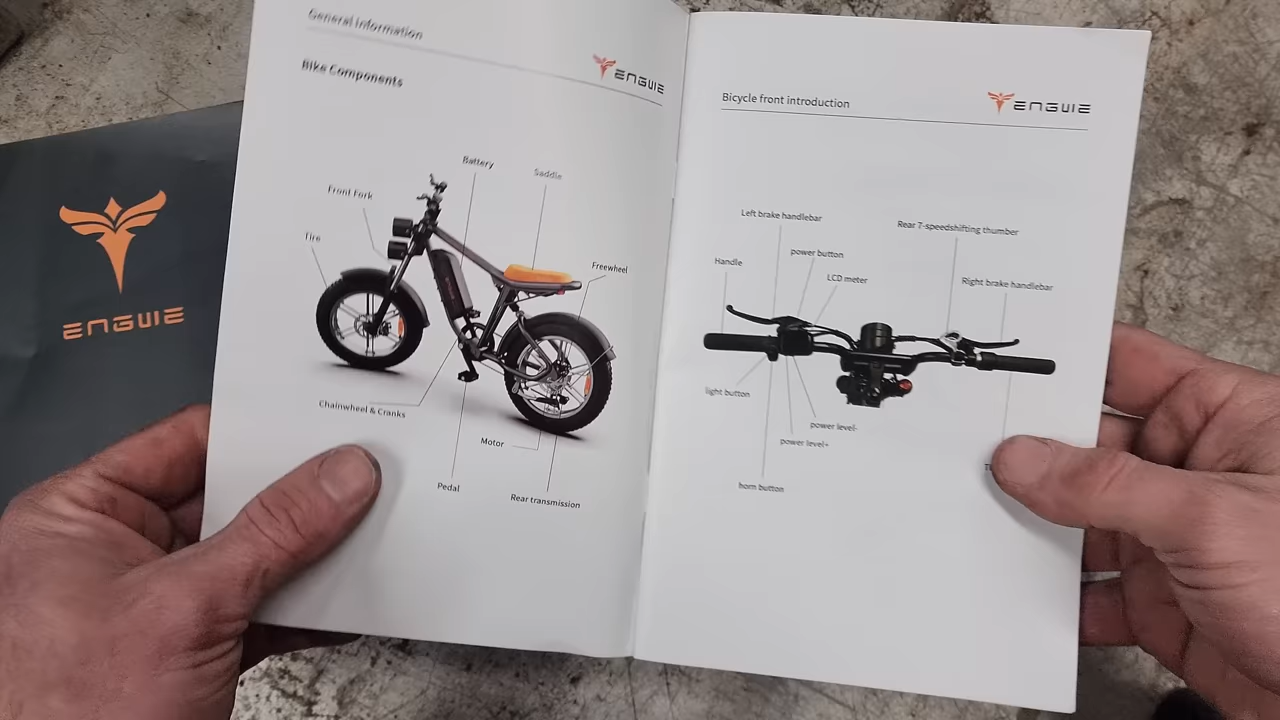 ENGWE
General Information
ENGWE
Bike Components
Battery
Saddle
Front Fork
Tire
Freewheel
Chainwheel & Cranks
Motor
Pedal
Rear transmission
Bicycle front introduction
ENGWE
Left brake handlebar
Rear 7-speedshifting thumber
power button
Handle
LCD meter
Right brake handlebar
light button
power level-
power level+
horn button